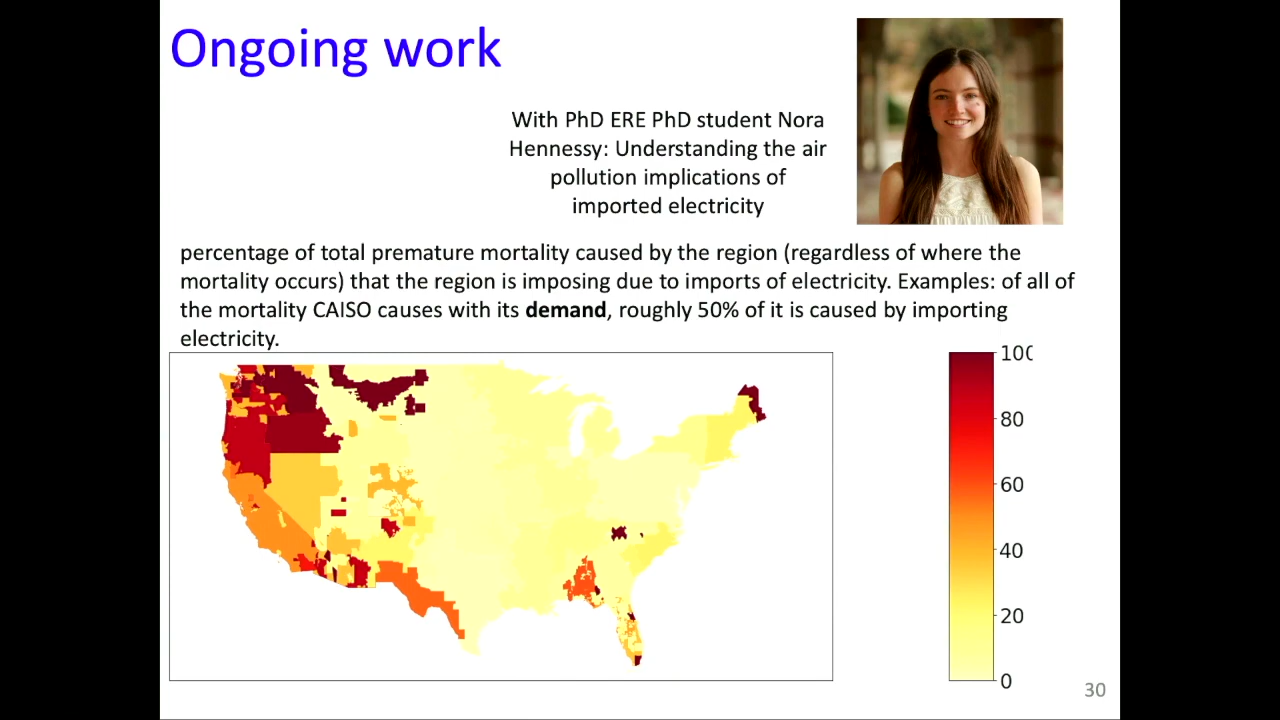 Ongoing work
With PhD ERE PhD student Nora
Hennessy: Understanding the air
pollution implications of
imported electricity
percentage of total premature mortality caused by the region (regardless of where the
mortality occurs) that the region is imposing due to imports of electricity. Examples: of all of
the mortality CAISO causes with its demand, roughly 50% of it is caused by importing
electricity.
100
80
60
40
20
0
30